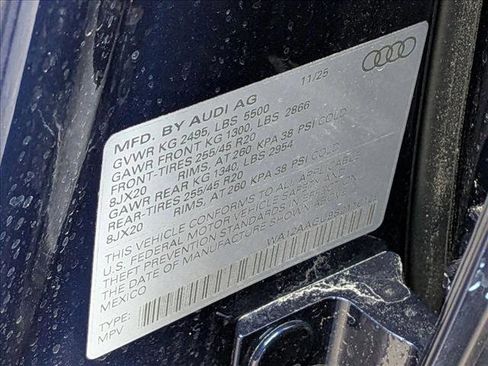 MFD. BY AUDI AG 11/25
GVWR KG 2495, LBS 5500
GAWR FRONT KG 1300, LBS 2866
FRONT-TIRES 255/45 R20
8JX20 RIMS, AT 260 KPA 38 PSI COLD
GAWR REAR KG 1340, LBS 2954
REAR-TIRES 255/45 R20
8JX20 RIMS, AT 260 KPA 38 PSI COLD
THIS VEHICLE CONFORMS TO ALL APPLICABLE
U.S. FEDERAL MOTOR VEHICLE SAFETY
THEFT PREVENTION STANDARDS IN EFFECT
THE DATE OF MANUFACTURE SHOWN ABOVE
MEXICO
TYPE:
MPV